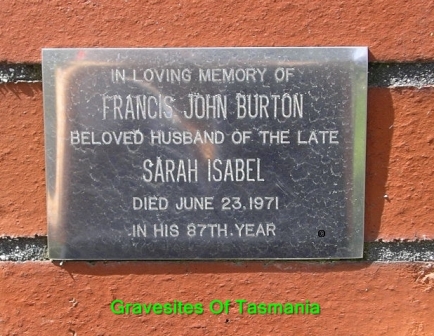 IN LOVING MEMORY OF
FRANCIS JOHN BURTON
BELOVED HUSBAND OF THE LATE
SARAH ISABEL
DIED JUNE 23.1971
IN HIS 87TH.YEAR
Gravesites Of Tasmania